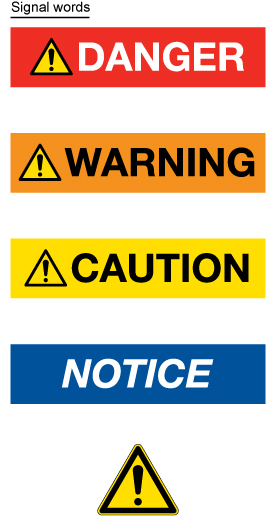 Signal words
DANGER
WARNING
CAUTION
NOTICE